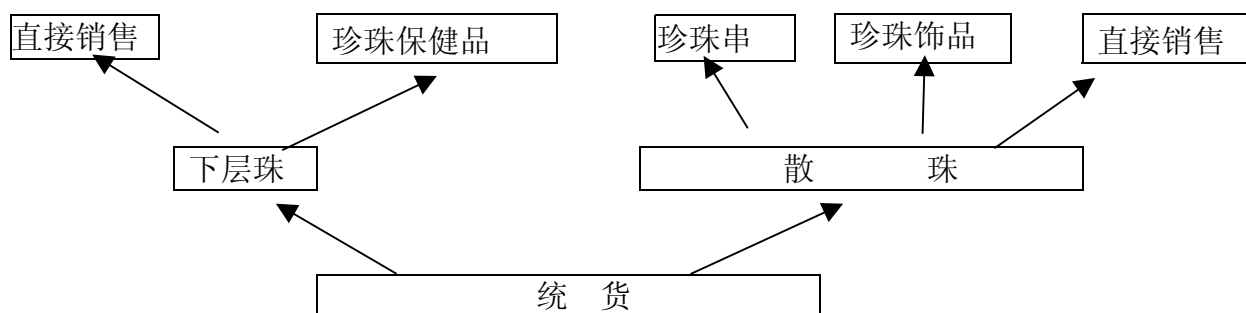 直接销售 珍珠保健品 珍珠串 珍珠饰品 直接销售
下层珠 散 珠
统 货